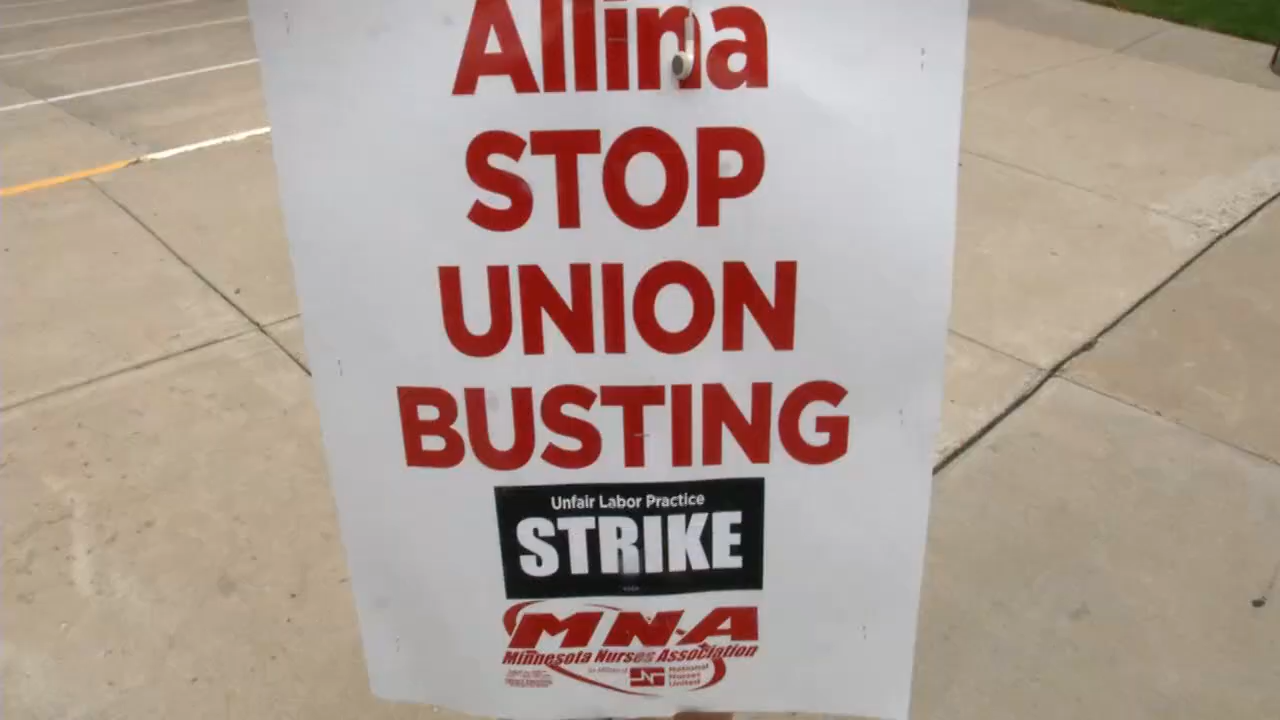 Allina
STOP
UNION
BUSTING
Unfair Labor Practice
STRIKE
MNA
Minnesota Nurses Association
National
Nurses
United